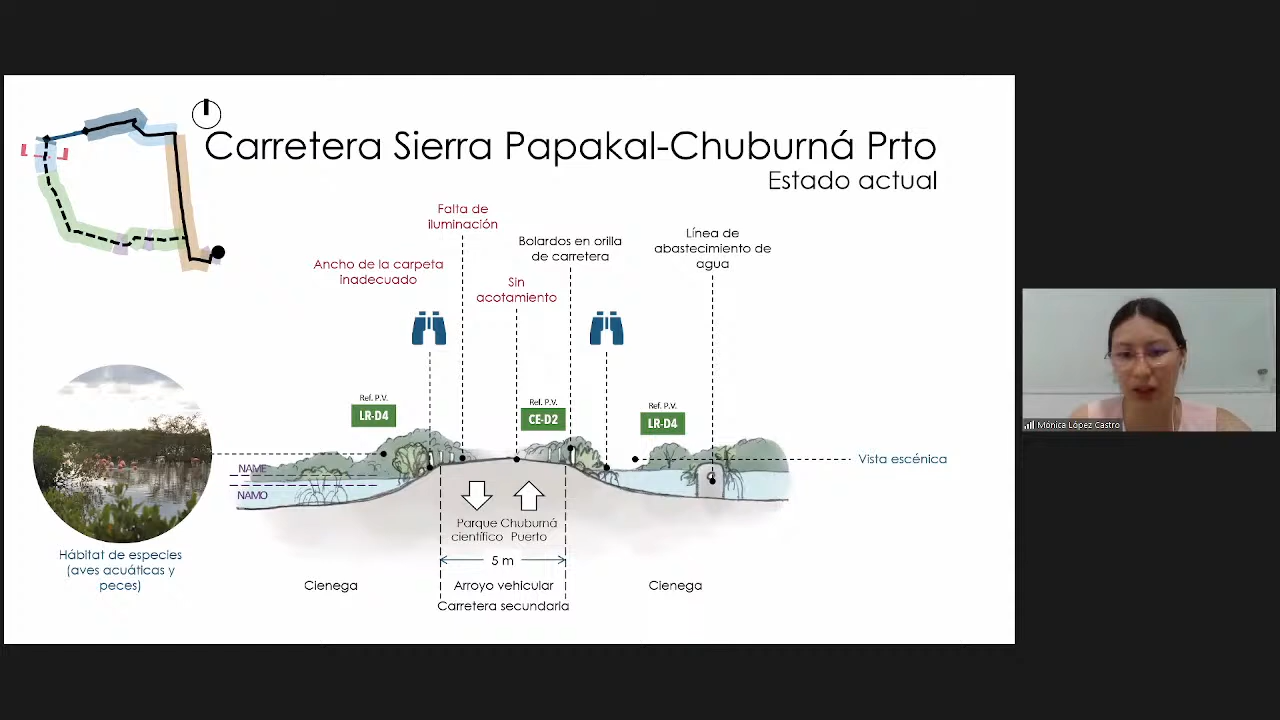 Carretera Sierra Papakal-Chuburná Prto
Estado actual
Falta de
iluminación
Bolardos en orilla
de carretera
Línea de
abastecimiento de
agua
Ancho de la carpeta
inadecuado
Sin
acotamiento
Ref. P.V.
LR-D4
Ref. P.V.
CE-D2
Ref. P.V.
LR-D4
Mónica López Castro
Vista escénica
NAME
NAMO
Parque
científico
Chuburná
Puerto
Hábitat de especies
(aves acuáticas y
peces)
5 m
Cienega
Arroyo vehicular
Cienega
Carretera secundaria